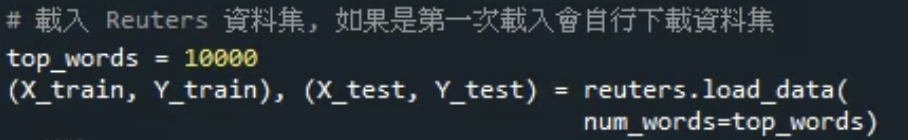 # 載入 Reuters 資料集, 如果是第一次載入會自行下載資料集
top_words = 10000
(X_train, Y_train), (X_test, Y_test) = reuters.load_data(
num_words=top_words)